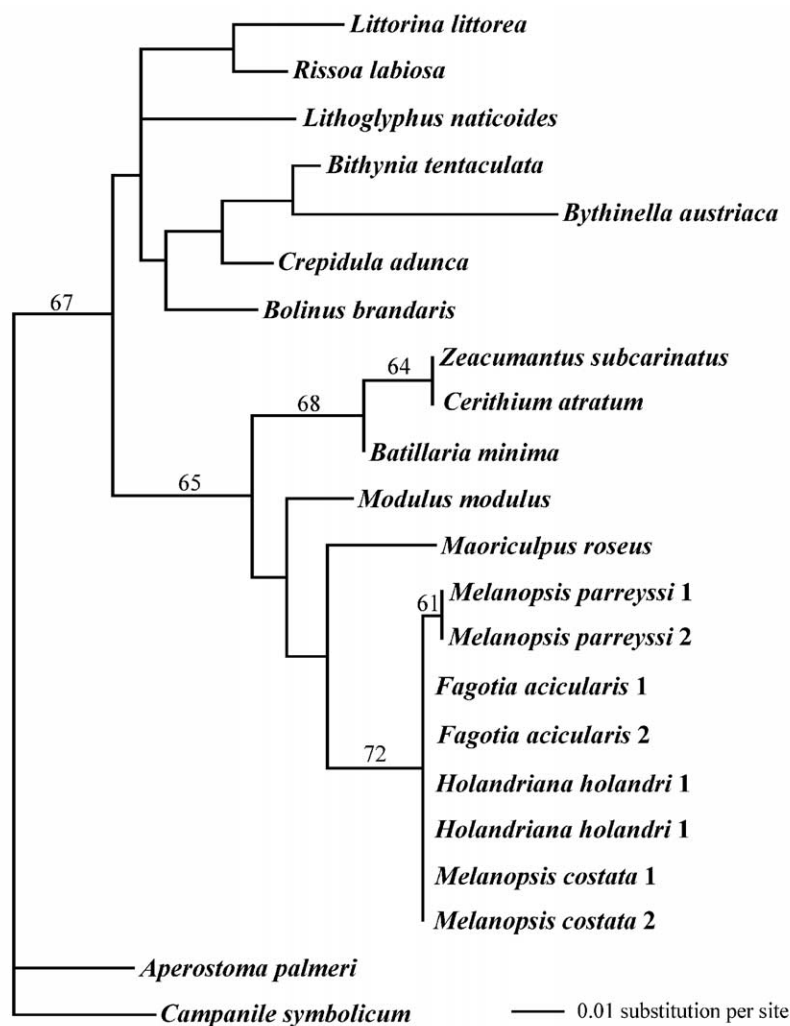 Littorina littorea
Rissoa labiosa
Lithoglyphus naticoides
Bithynia tentaculata
Bythinella austriaca
Crepidula adunca
67
Bolinus brandaris
Zeacumantus subcarinatus
64
Cerithium atratum
68
Batillaria minima
65
Modulus modulus
Maoriculpus roseus
61
Melanopsis parreyssi 1
Melanopsis parreyssi 2
Fagotia acicularis 1
Fagotia acicularis 2
72
Holandriana holandri 1
Holandriana holandri 1
Melanopsis costata 1
Melanopsis costata 2
Aperostoma palmeri
Campanile symbolicum
0.01 substitution per site